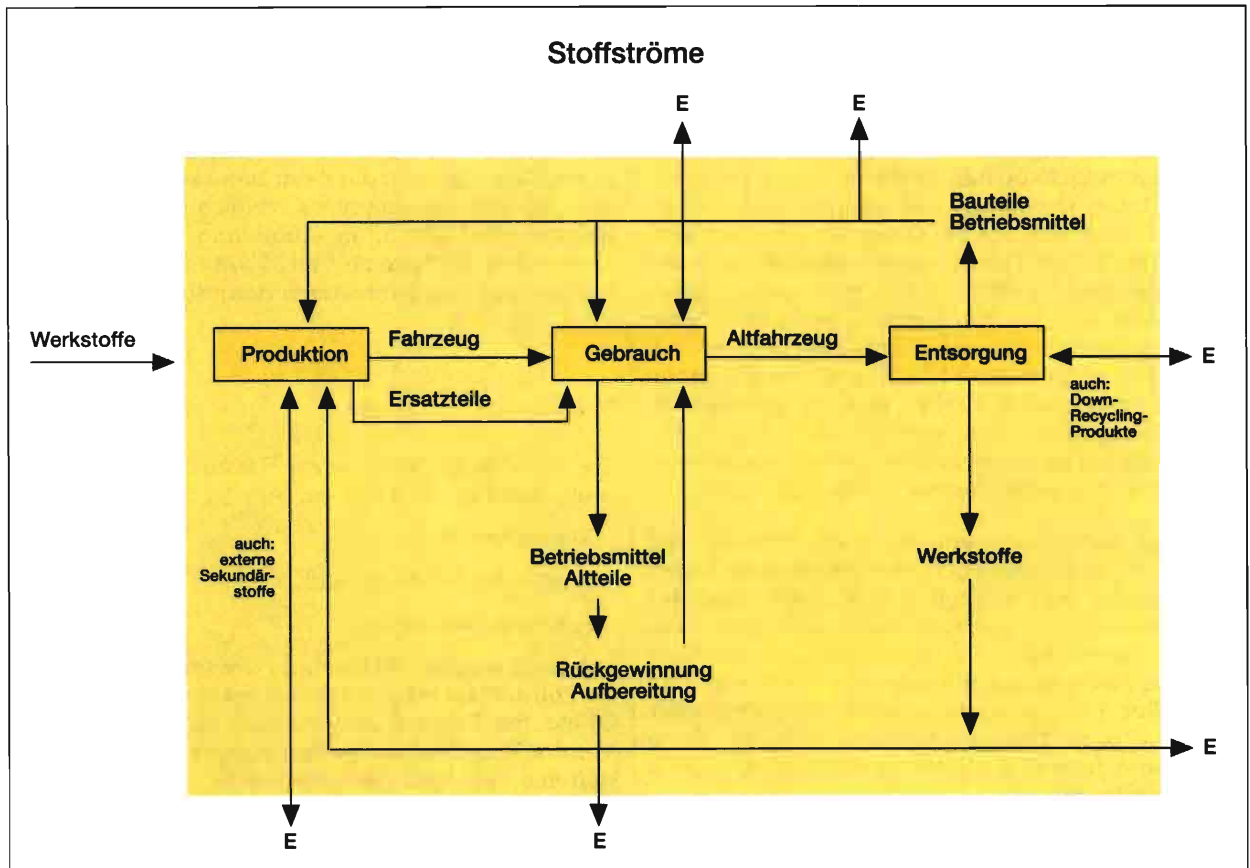 Stoffströme
E
E
Bauteile
Betriebsmittel
Werkstoffe
Produktion
Fahrzeug
Gebrauch
Altfahrzeug
Entsorgung
E
Ersatzteile
auch:
Down-
Recycling-
Produkte
auch:
externe
Sekundär-
stoffe
Betriebsmittel
Altteile
Werkstoffe
Rückgewinnung
Aufbereitung
E
E
E